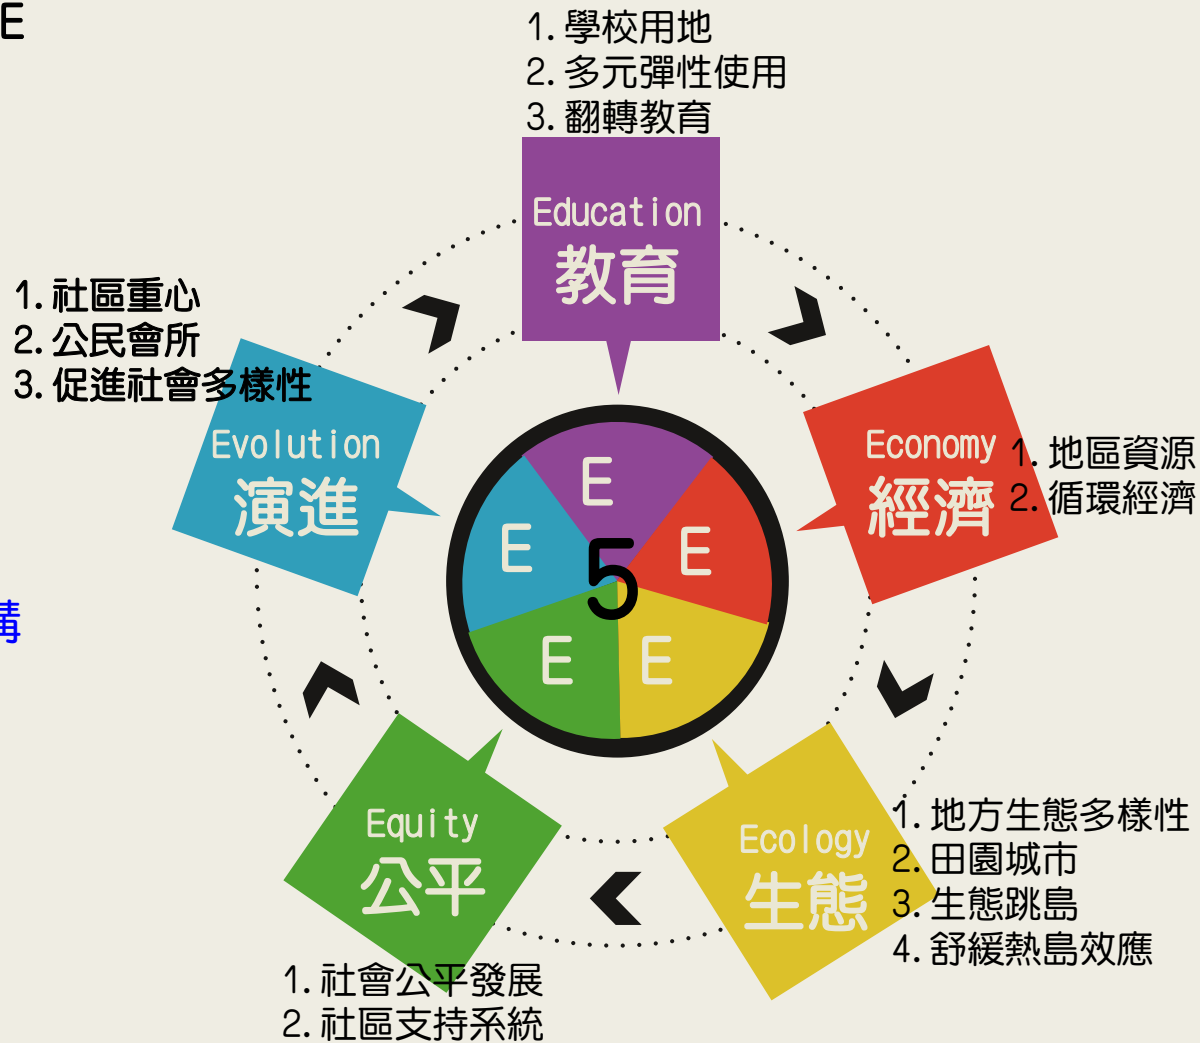 E
1.學校用地
2.多元彈性使用
3.翻轉教育
Education
教育
1.社區重心
2.公民會所
3.促進社會多樣性
Evolution
演進
Economy
經濟
1.地區資源
2.循環經濟
E
E
E
5
E
E
Equity
公平
1.社會公平發展
2.社區支持系統
Ecology
生態
1.地方生態多樣性
2.田園城市
3.生態跳島
4.舒緩熱島效應